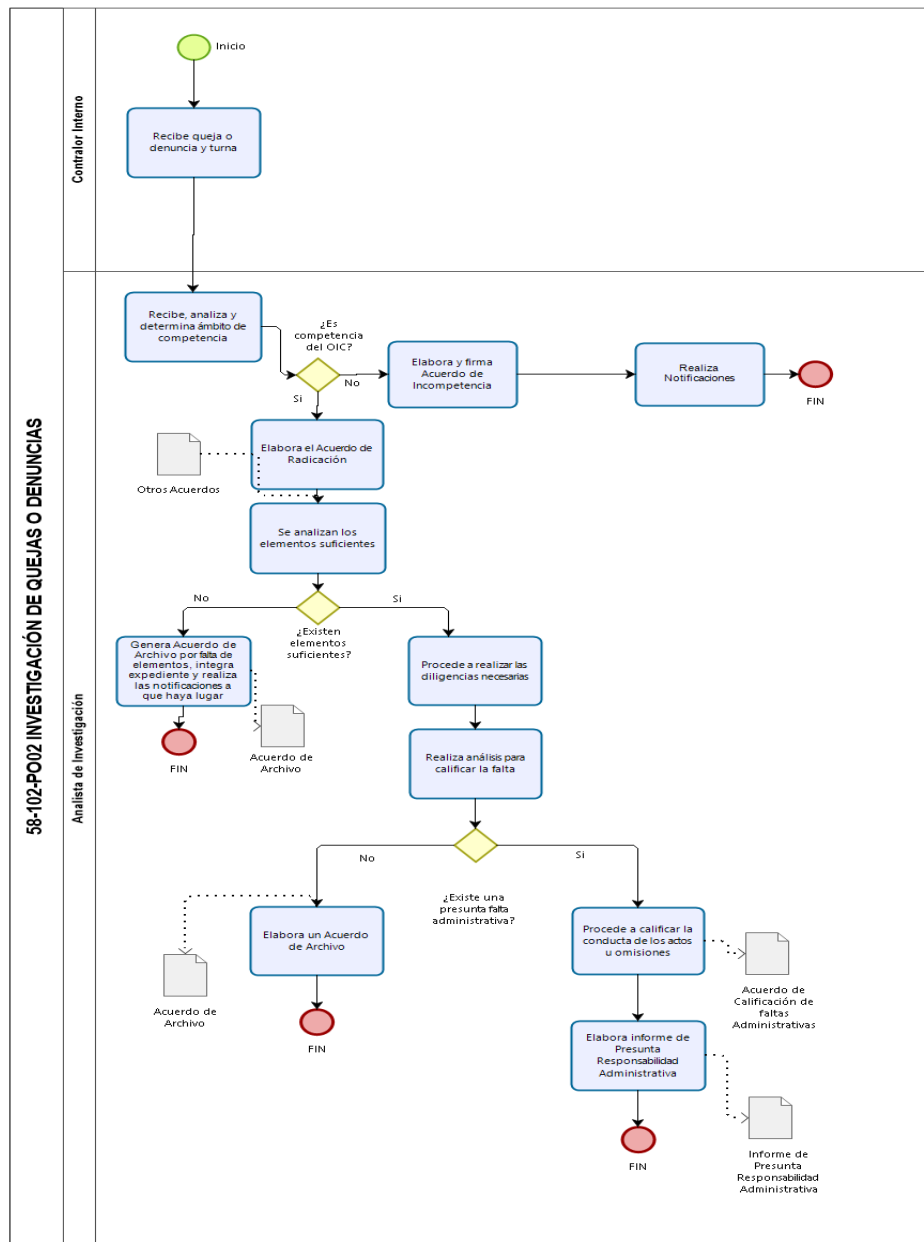 58-102-PO02 INVESTIGACIÓN DE QUEJAS O DENUNCIAS
Contralor Interno
Inicio
Recibe queja o
denuncia y turna
Analista de Investigación
Recibe, analiza y
determina ámbito de
competencia
¿Es
competencia
del OIC?
No
Elabora y firma
Acuerdo de
Incompetencia
Realiza
Notificaciones
FIN
Si
Elabora el Acuerdo de
Radicación
Otros Acuerdos
Se analizan los
elementos suficientes
No
Si
¿Existen
elementos
suficientes?
Genera Acuerdo de
Archivo por falta de
elementos, integra
expediente y realiza
las notificaciones a
que haya lugar
FIN
Acuerdo de
Archivo
Procede a realizar las
diligencias necesarias
Realiza análisis para
calificar la falta
No
Si
¿Existe una
presunta falta
administrativa?
Elabora un Acuerdo
de Archivo
Acuerdo de
Archivo
FIN
Procede a calificar la
conducta de los actos
u omisiones
Acuerdo de
Calificación de
faltas
Administrativas
Elabora informe de
Presunta
Responsabilidad
Administrativa
FIN
Informe de
Presunta
Responsabilidad
Administrativa